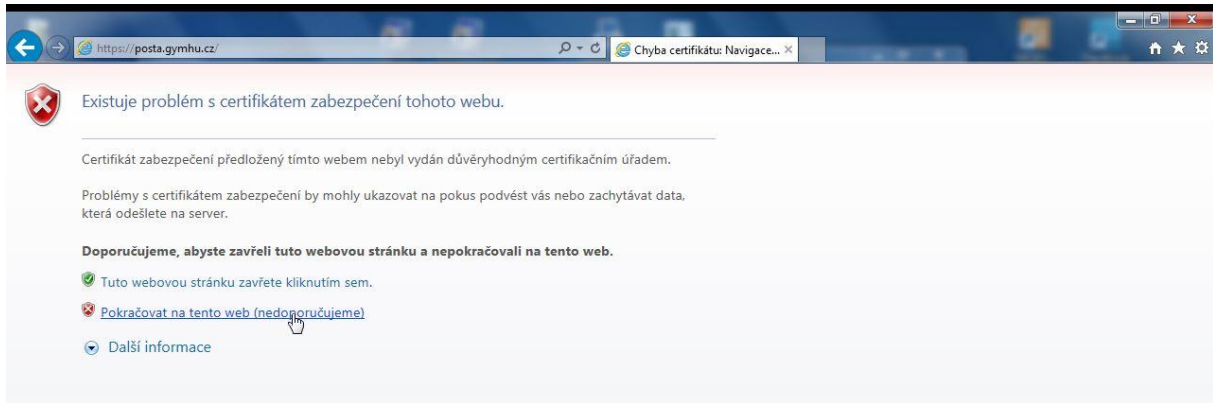 https://posta.gymhu.cz/
Chyba certifikátu: Navigace...
Existuje problém s certifikátem zabezpečení tohoto webu.
Certifikát zabezpečení předložený tímto webem nebyl vydán důvěryhodným certifikačním úřadem.
Problémy s certifikátem zabezpečení by mohly ukazovat na pokus podvést vás nebo zachytávat data,
která odešlete na server.
Doporučujeme, abyste zavřeli tuto webovou stránku a nepokračovali na tento web.
Tuto webovou stránku zavřete kliknutím sem.
Pokračovat na tento web (nedoporučujeme)
Další informace